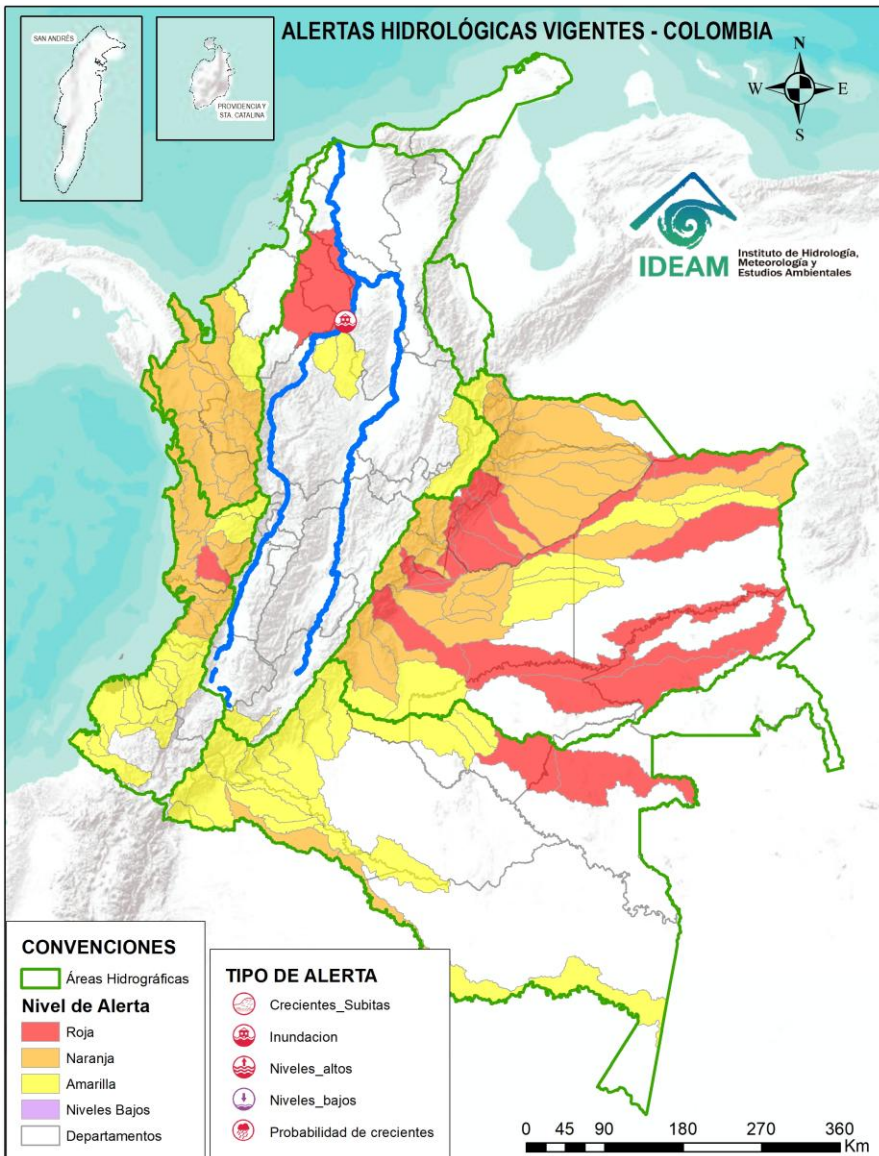 ALERTAS HIDROLÓGICAS VIGENTES - COLOMBIA
SAN ANDRÉS
PROVIDENCIA Y
STA. CATALINA
N
W
E
S
IDEAM
Instituto de Hidrología,
Meteorología y
Estudios Ambientales
CONVENCIONES
Áreas Hidrográficas
Nivel de Alerta
Roja
Naranja
Amarilla
Niveles Bajos
Departamentos
TIPO DE ALERTA
Crecientes_Subitas
Inundacion
Niveles_altos
Niveles_bajos
Probabilidad de crecientes
0 45 90 180 270 360
Km